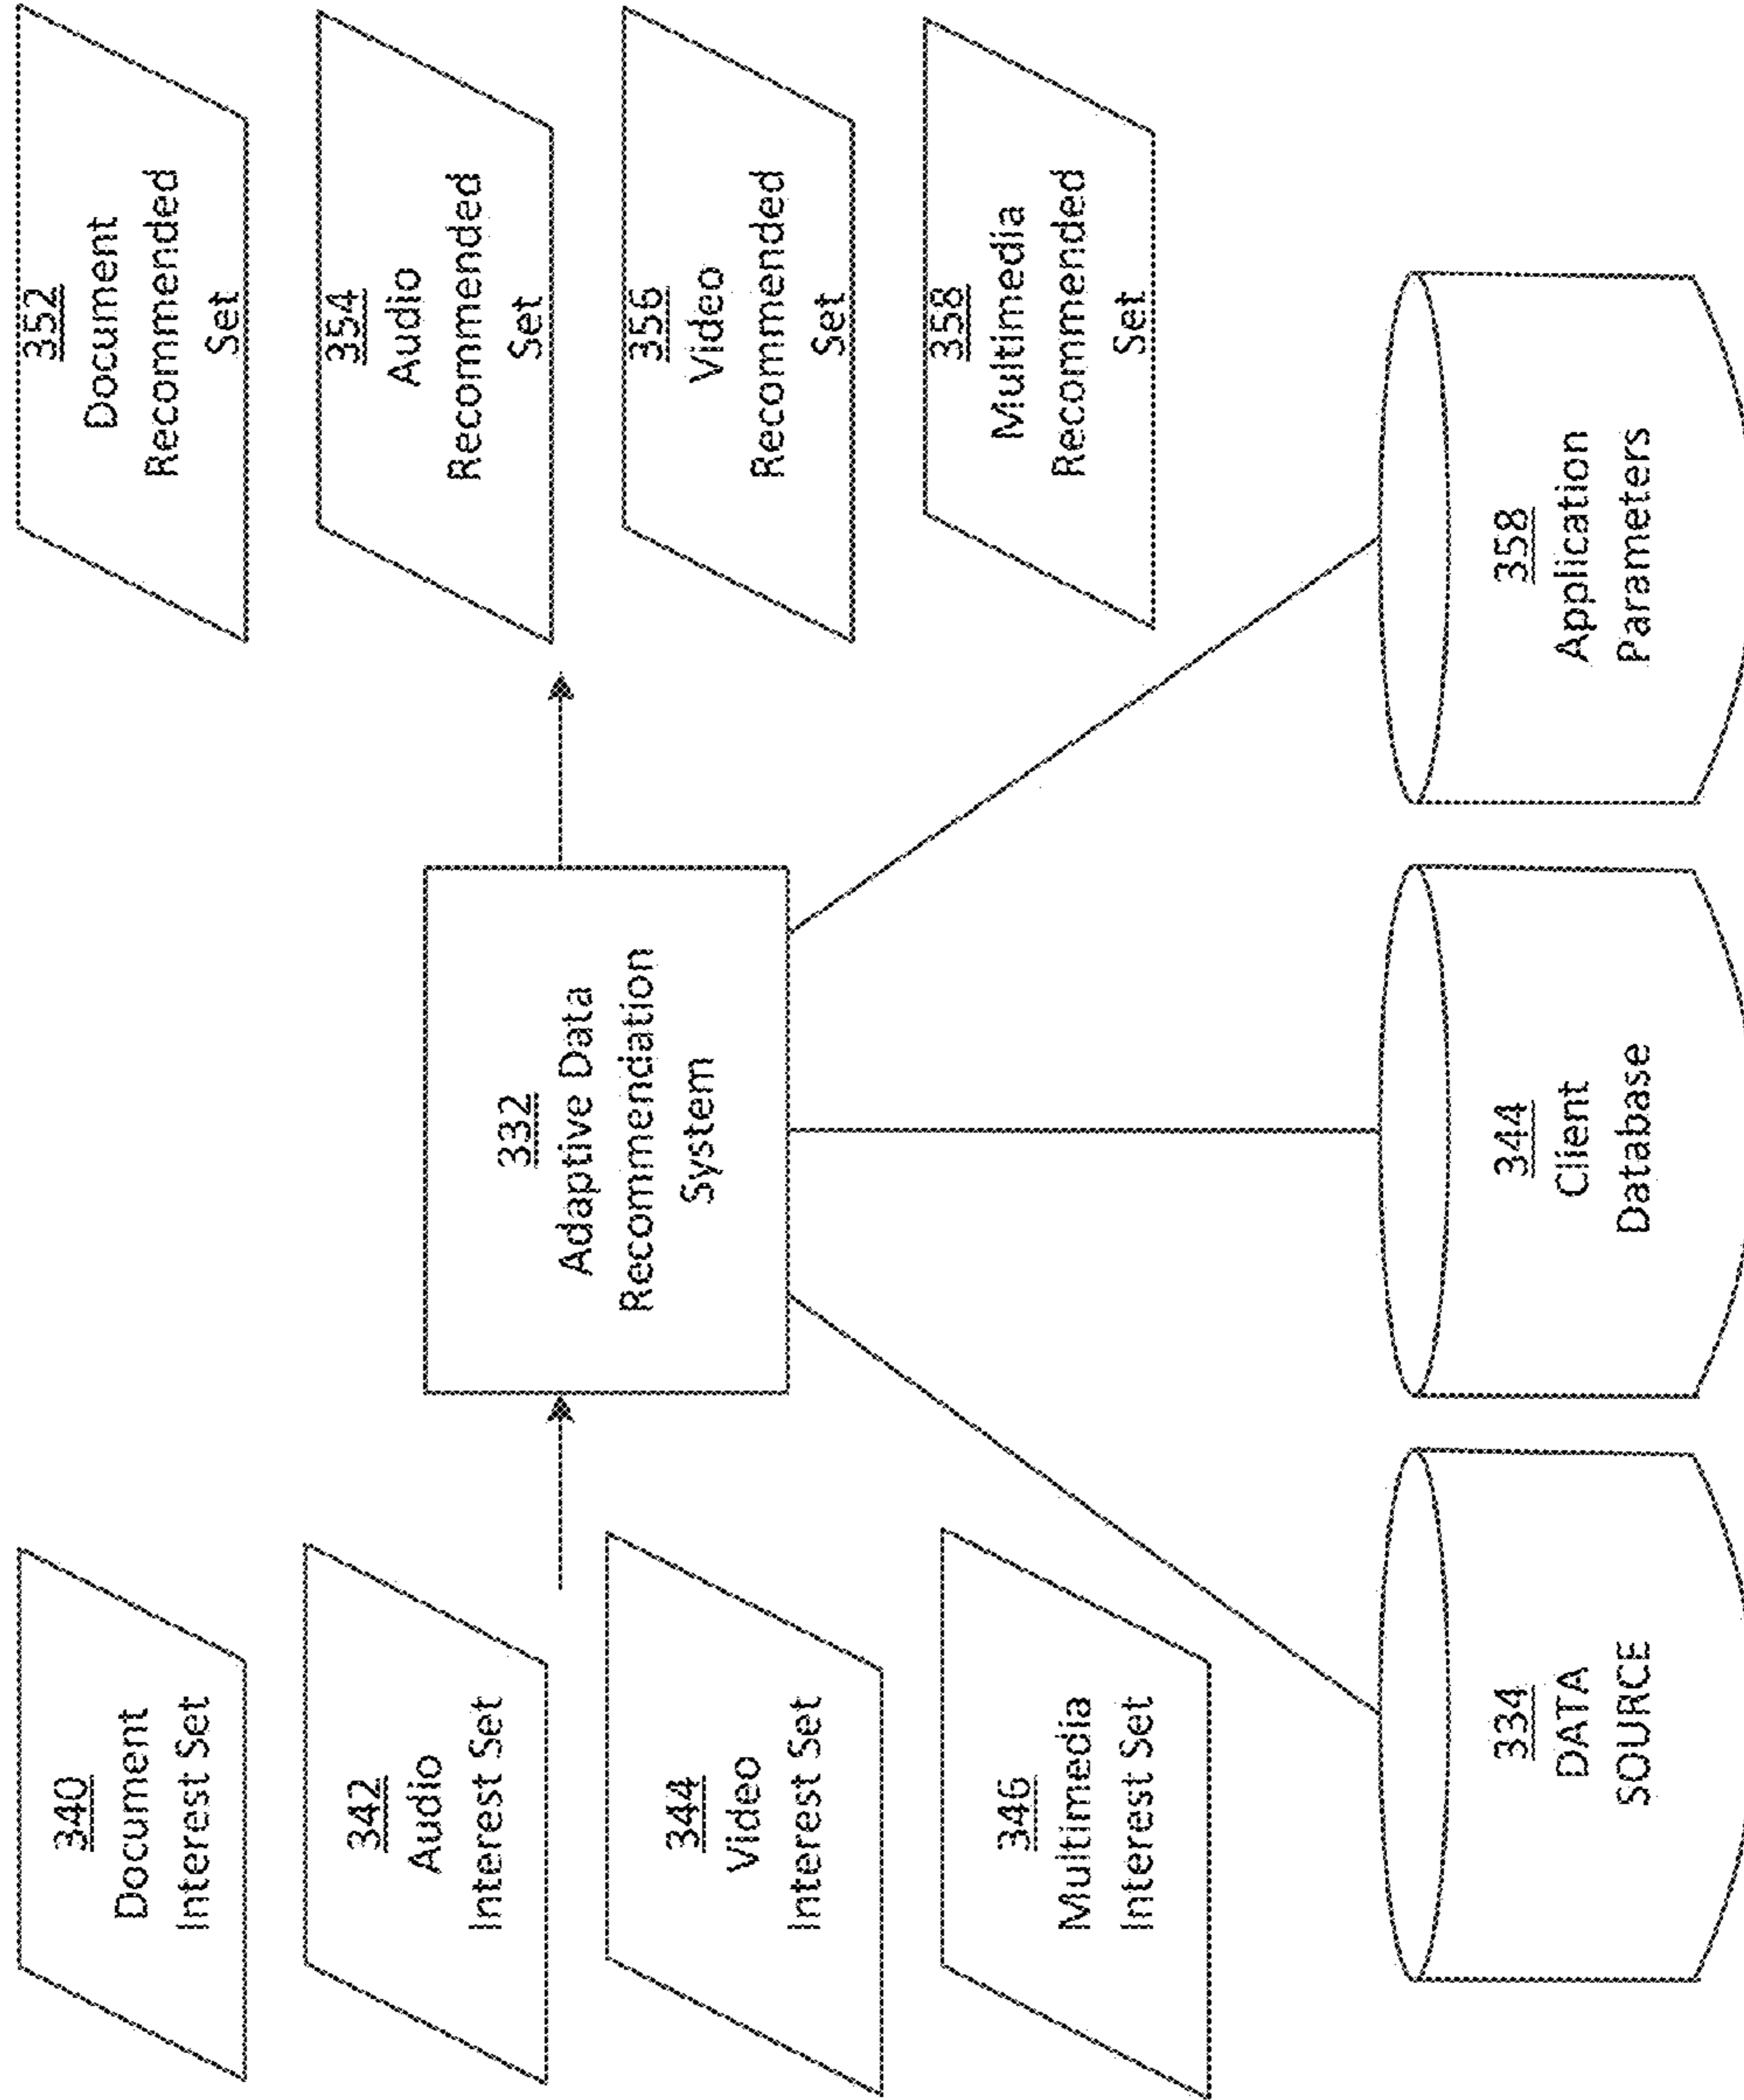 340
Document
Interest Set
342
Audio
Interest Set
344
Video
Interest Set
346
Multimedia
Interest Set
332
Adaptive Data
Recommendation
System
352
Document
Recommended
Set
354
Audio
Recommended
Set
356
Video
Recommended
Set
358
Multimedia
Recommended
Set
334
DATA
SOURCE
344
Client
Database
358
Application
Parameters